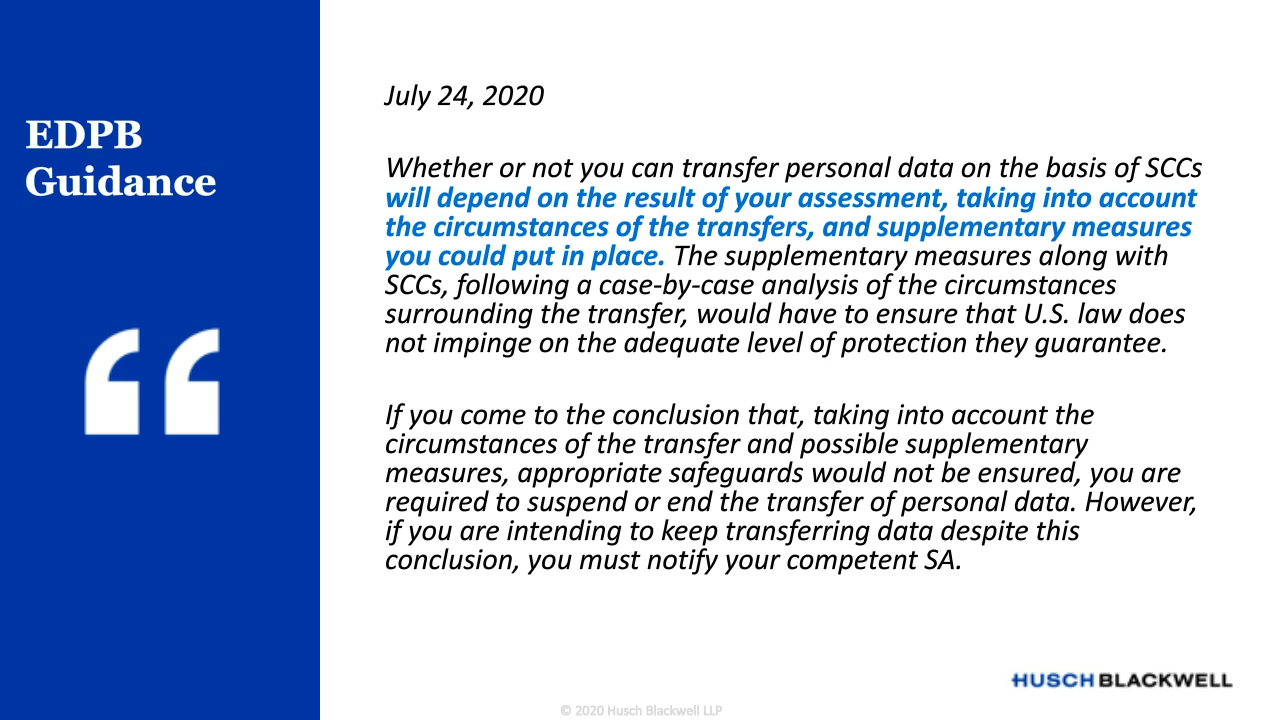 EDPB
Guidance
July 24, 2020
Whether or not you can transfer personal data on the basis of SCCs
will depend on the result of your assessment, taking into account
the circumstances of the transfers, and supplementary measures
you could put in place. The supplementary measures along with
SCCs, following a case-by-case analysis of the circumstances
surrounding the transfer, would have to ensure that U.S. law does
not impinge on the adequate level of protection they guarantee.
If you come to the conclusion that, taking into account the
circumstances of the transfer and possible supplementary
measures, appropriate safeguards would not be ensured, you are
required to suspend or end the transfer of personal data. However,
if you are intending to keep transferring data despite this
conclusion, you must notify your competent SA.
HUSCH BLACKWELL
© 2020 Husch Blackwell LLP